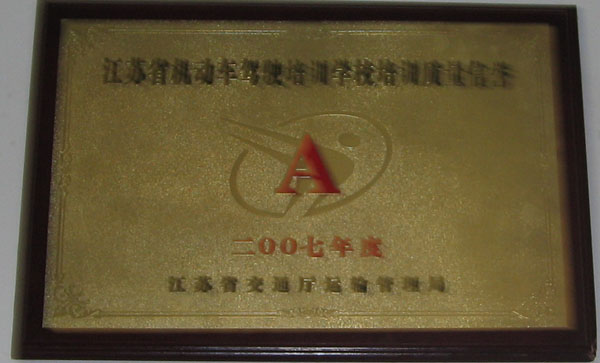 江苏省机动车驾驶培训学校培训质量信誉
A
二00七年度
江苏省交通厅运输管理局